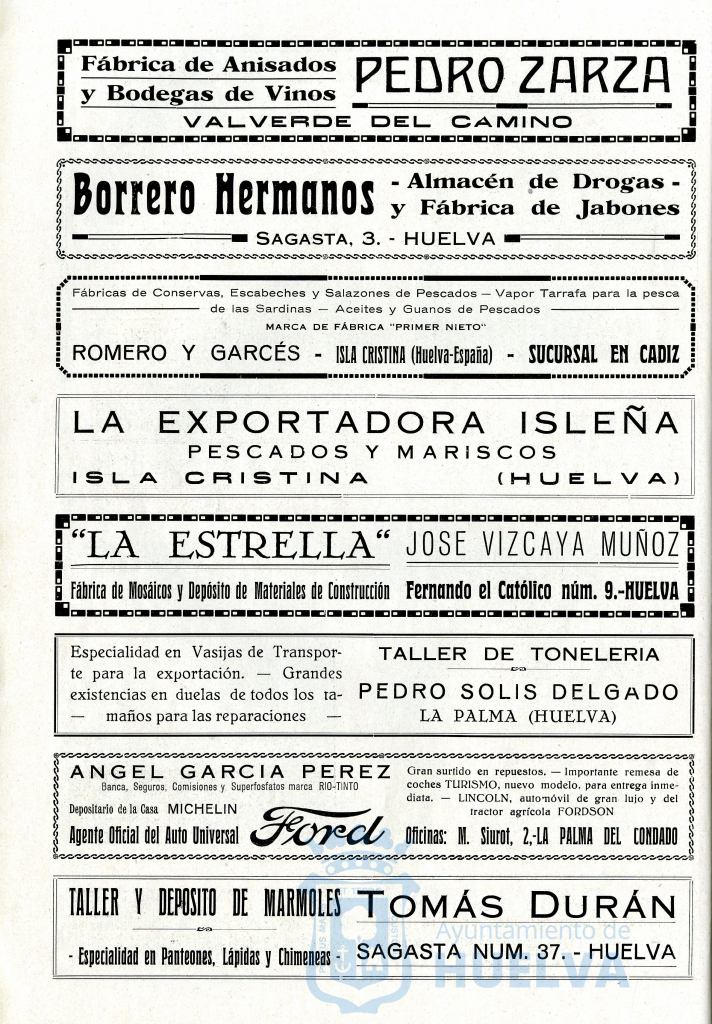 Fábrica de Anisados
y Bodegas de Vinos
PEDRO ZARZA
VALVERDE DEL CAMINO
Borrero Hermanos
- Almacén de Drogas -
y Fábrica de Jabones
SAGASTA, 3. - HUELVA
Fábricas de Conservas, Escabeches y Salazones de Pescados — Vapor Tarrafa para la pesca
de las Sardinas — Aceites y Guanos de Pescados
MARCA DE FÁBRICA "PRIMER NIETO"
ROMERO Y GARCÉS - ISLA CRISTINA (Huelva-España) - SUCURSAL EN CADIZ
LA EXPORTADORA ISLEÑA
PESCADOS Y MARISCOS
ISLA CRISTINA (HUELVA)
"LA ESTRELLA"
Fábrica de Mosáicos y Depósito de Materiales de Construcción
JOSE VIZCAYA MUÑOZ
Fernando el Católico núm. 9.-HUELVA
Especialidad en Vasijas de Transpor-
te para la exportación. — Grandes
existencias en duelas de todos los ta-
— maños para las reparaciones —
TALLER DE TONELERIA
PEDRO SOLIS DELGADO
LA PALMA (HUELVA)
ANGEL GARCIA PEREZ
Banca, Seguros, Comisiones y Superfosfatos marca RIO-TINTO
Depositario de la Casa MICHELIN
Agente Oficial del Auto Universal
Ford
Gran surtido en repuestos. — Importante remesa de
coches TURISMO, nuevo modelo, para entrega inme-
diata. — LINCOLN, automóvil de gran lujo y del
tractor agrícola FORDSON
Oficinas: M. Siurot, 2,-LA PALMA DEL CONDADO
TALLER Y DEPOSITO DE MARMOLES
- Especialidad en Panteones, Lápidas y Chimeneas -
TOMÁS DURÁN
SAGASTA NUM. 37. - HUELVA
Ayuntamiento de
HUELVA